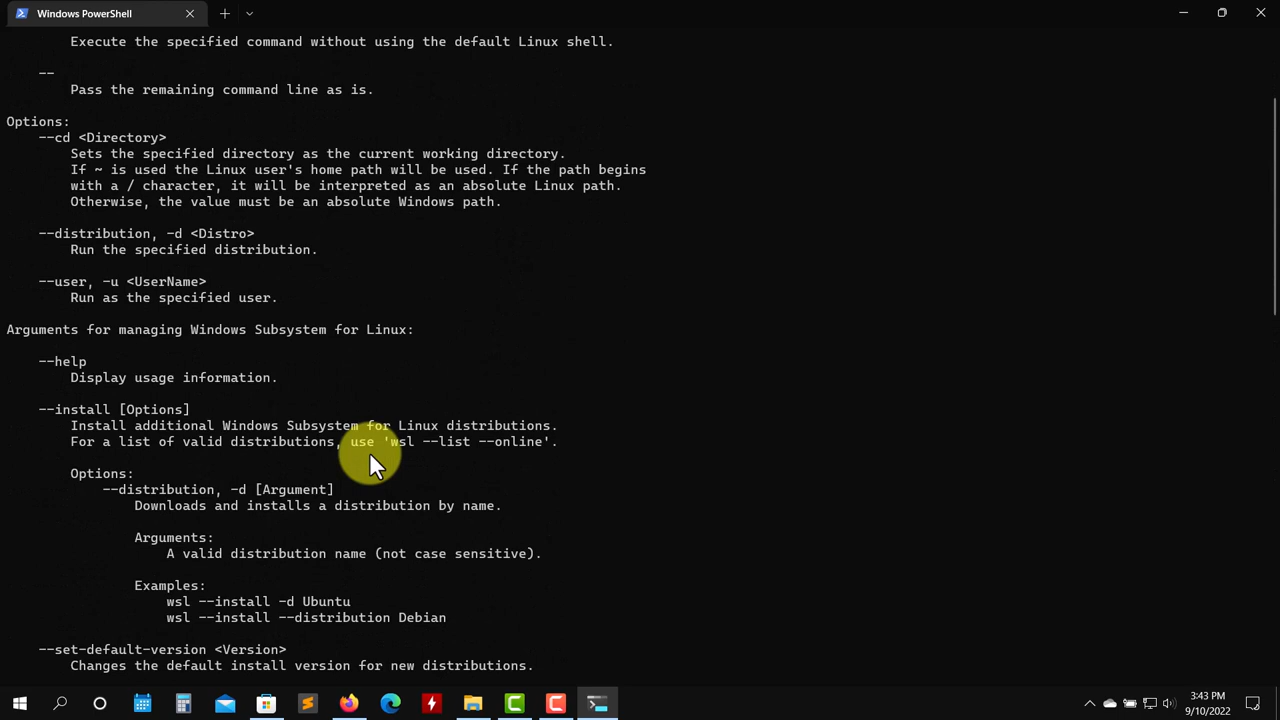 Windows PowerShell
Execute the specified command without using the default Linux shell.
--
Pass the remaining command line as is.
Options:
--cd <Directory>
Sets the specified directory as the current working directory.
If ~ is used the Linux user's home path will be used. If the path begins
with a / character, it will be interpreted as an absolute Linux path.
Otherwise, the value must be an absolute Windows path.
--distribution, -d <Distro>
Run the specified distribution.
--user, -u <UserName>
Run as the specified user.
Arguments for managing Windows Subsystem for Linux:
--help
Display usage information.
--install [Options]
Install additional Windows Subsystem for Linux distributions.
For a list of valid distributions, use 'wsl --list --online'.
Options:
--distribution, -d [Argument]
Downloads and installs a distribution by name.
Arguments:
A valid distribution name (not case sensitive).
Examples:
wsl --install -d Ubuntu
wsl --install --distribution Debian
--set-default-version <Version>
Changes the default install version for new distributions.
3:43 PM
9/10/2022